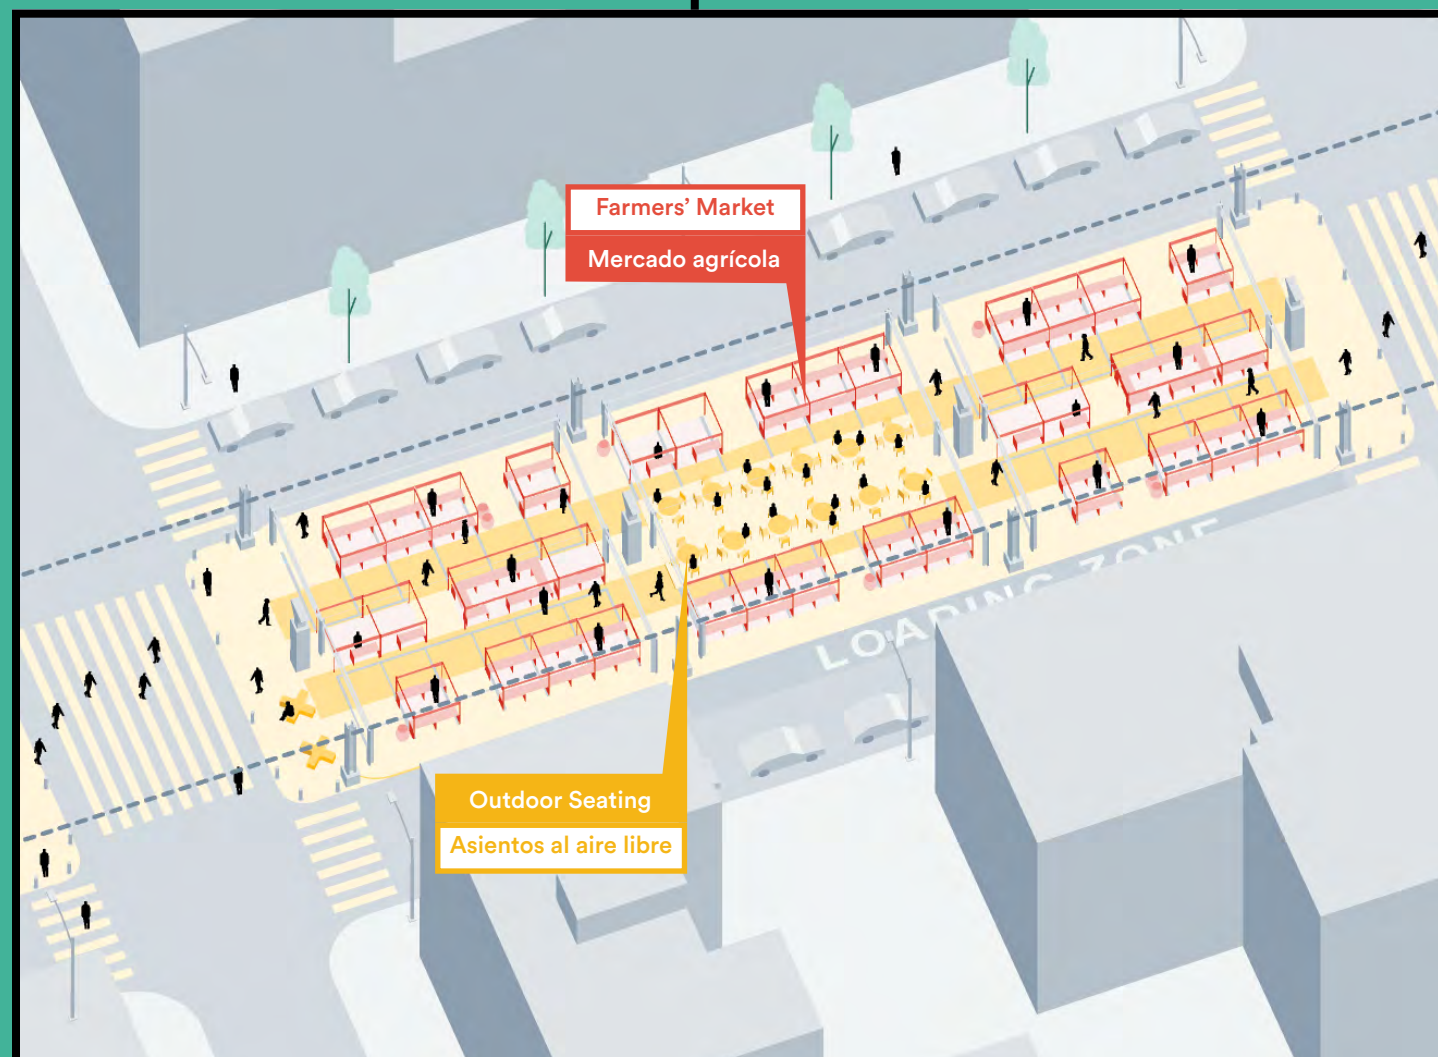 Farmers’ Market
Mercado agrícola
LOADING ZONE
Outdoor Seating
Asientos al aire libre